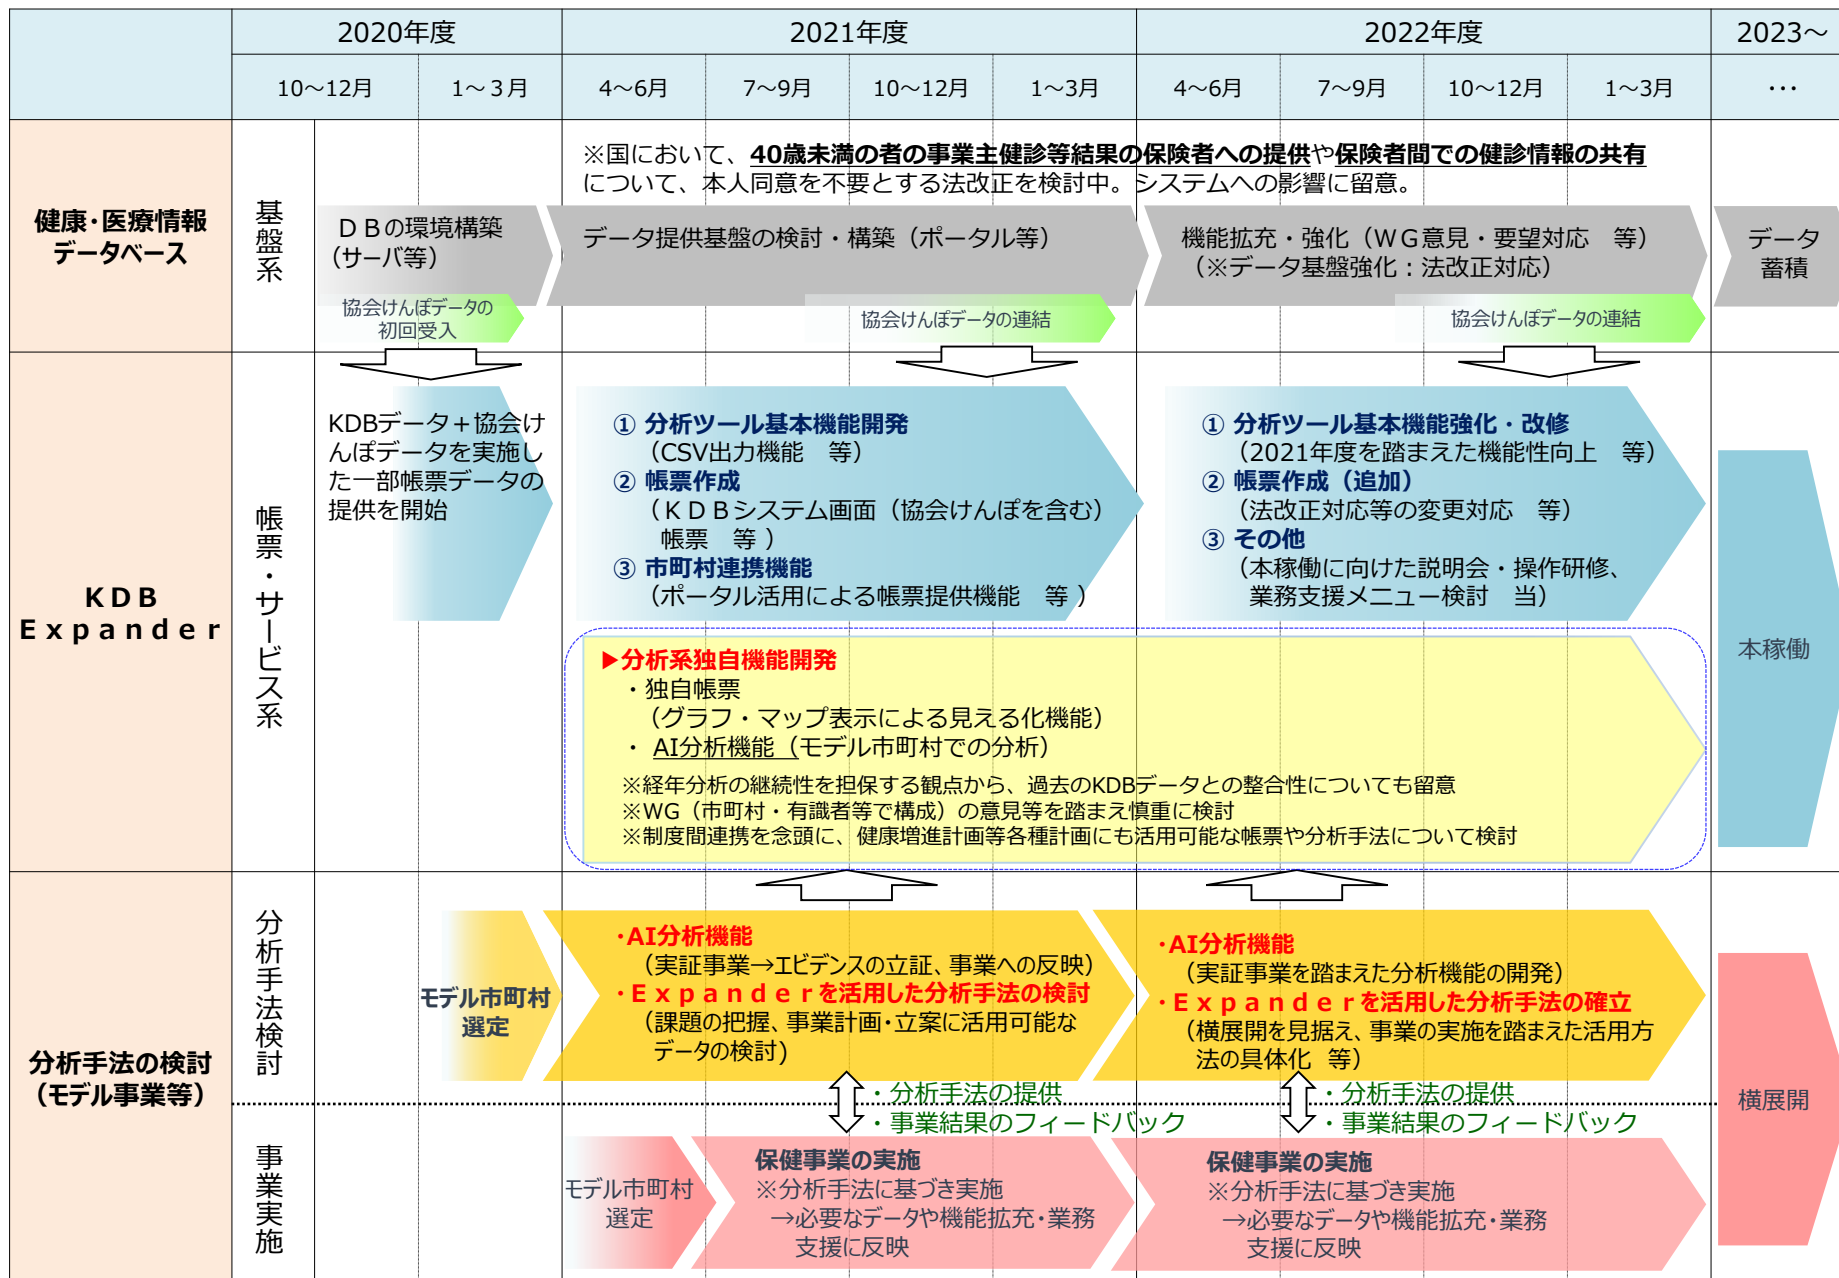 2020年度
2021年度
2022年度
2023～
10～12月
1～３月
4～6月
7～9月
10～12月
1～3月
4～6月
7～9月
10～12月
1～3月
･･･
健康・医療情報
データベース
基盤系
※国において、40歳未満の者の事業主健診等結果の保険者への提供や保険者間での健診情報の共有
について、本人同意を不要とする法改正を検討中。システムへの影響に留意。
ＤＢの環境構築
（サーバ等）
データ提供基盤の検討・構築（ポータル等）
機能拡充・強化（ＷＧ意見・要望対応　等）
（※データ基盤強化：法改正対応）
データ
蓄積
協会けんぽデータの
初回受入
協会けんぽデータの連結
協会けんぽデータの連結
ＫＤＢ
Ｅｘｐａｎｄｅｒ
帳票・サービス系
KDBデータ＋協会け
んぽデータを実施し
た一部帳票データの
提供を開始
① 分析ツール基本機能開発
（CSV出力機能　等）
② 帳票作成
（ＫＤＢシステム画面（協会けんぽを含む）
帳票　等 ）
③ 市町村連携機能
（ポータル活用による帳票提供機能　等 ）
① 分析ツール基本機能強化・改修
（2021年度を踏まえた機能性向上　等）
② 帳票作成（追加）
（法改正対応等の変更対応　等）
③ その他
（本稼働に向けた説明会・操作研修、
業務支援メニュー検討　当）
本稼働
▶分析系独自機能開発
・独自帳票
（グラフ・マップ表示による見える化機能）
・ AI分析機能（モデル市町村での分析）
※経年分析の継続性を担保する観点から、過去のKDBデータとの整合性についても留意
※WG（市町村・有識者等で構成）の意見等を踏まえ慎重に検討
※制度間連携を念頭に、健康増進計画等各種計画にも活用可能な帳票や分析手法について検討
分析手法の検討
（モデル事業等）
分析手法検討
モデル市町村
選定
・AI分析機能
（実証事業→エビデンスの立証、事業への反映）
・Ｅｘｐａｎｄｅｒを活用した分析手法の検討
（課題の把握、事業計画・立案に活用可能な
データの検討)
・AI分析機能
（実証事業を踏まえた分析機能の開発）
・Ｅｘｐａｎｄｅｒを活用した分析手法の確立
（横展開を見据え、事業の実施を踏まえた活用方
法の具体化　等）
横展開
・分析手法の提供
・事業結果のフィードバック
・分析手法の提供
・事業結果のフィードバック
事業実施
モデル市町村
選定
保健事業の実施
※分析手法に基づき実施
→必要なデータや機能拡充・業務
支援に反映
保健事業の実施
※分析手法に基づき実施
→必要なデータや機能拡充・業務
支援に反映